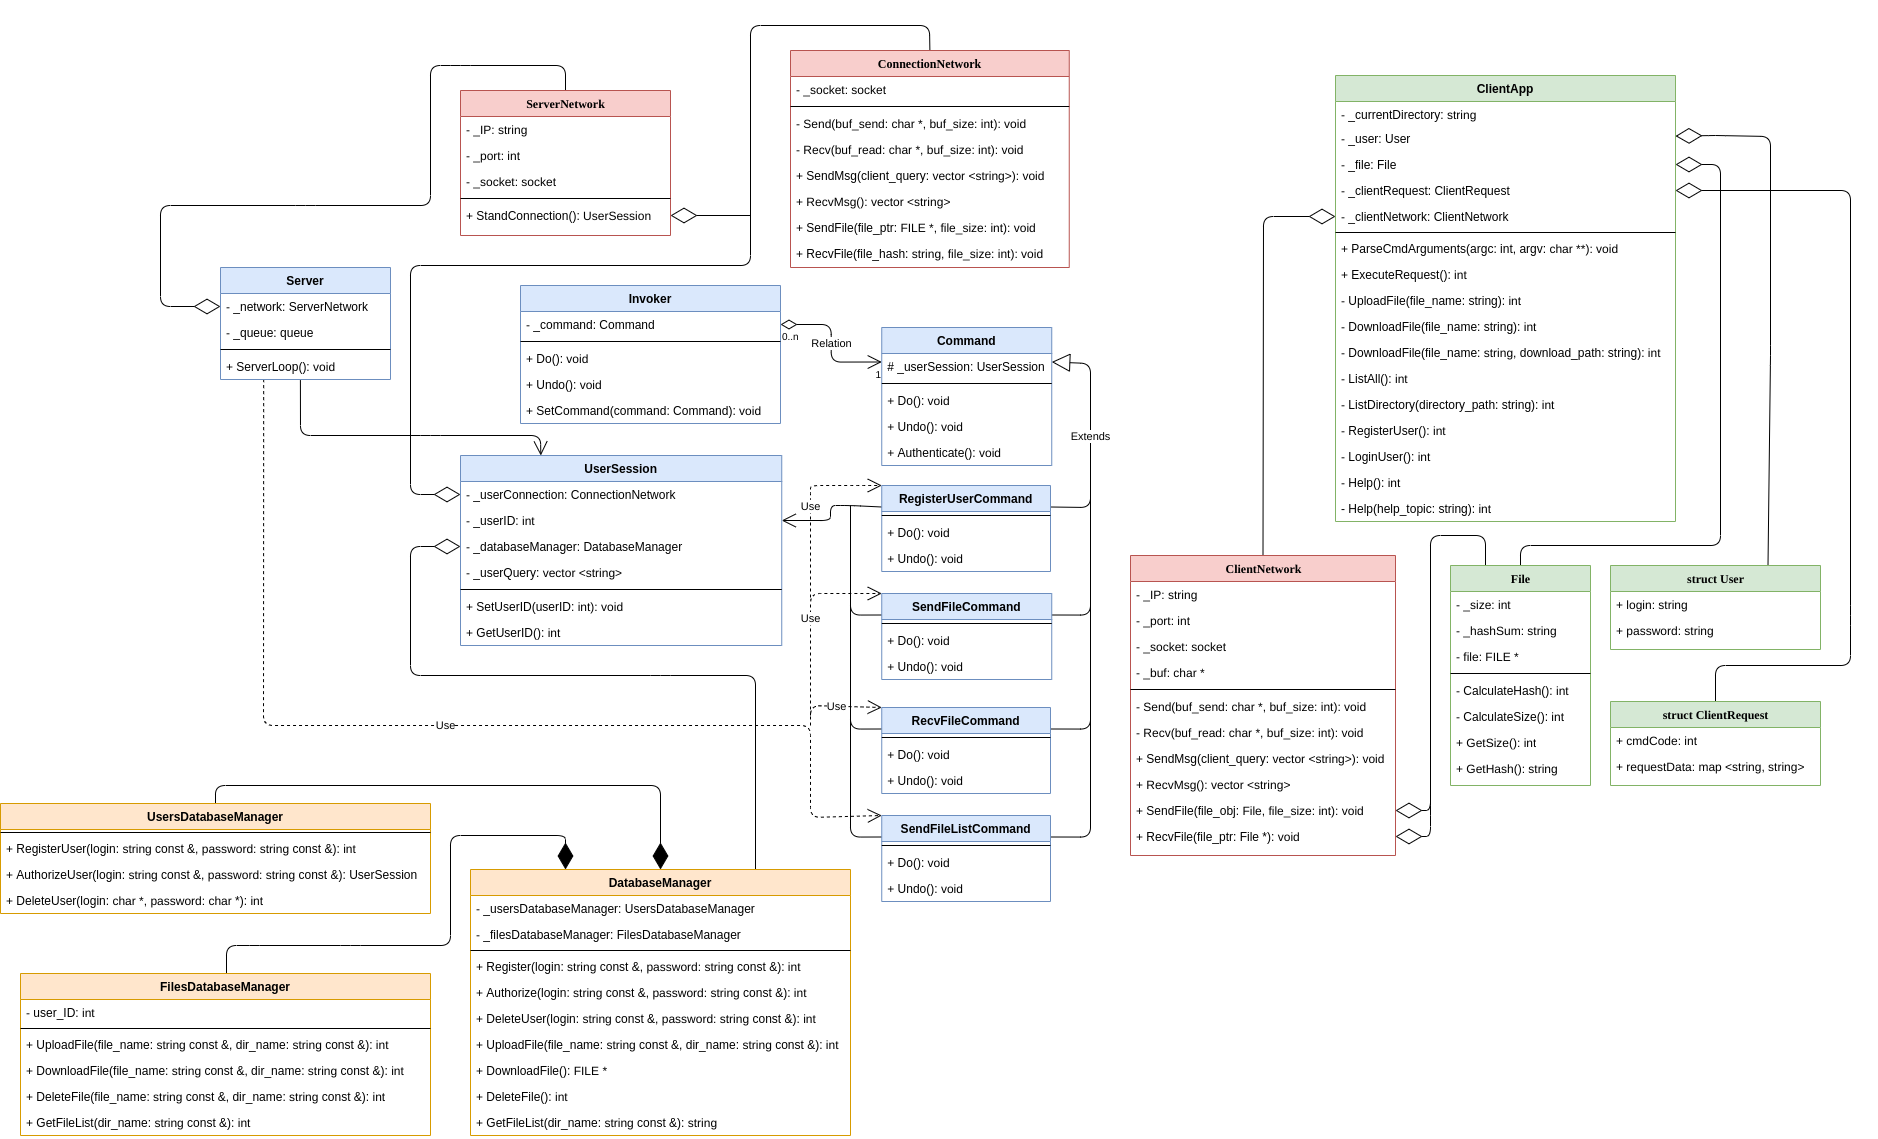 ServerNetwork
- _IP: string
- _port: int
- _socket: socket
+ StandConnection(): UserSession
ConnectionNetwork
- _socket: socket
- Send(buf_send: char *, buf_size: int): void
- Recv(buf_read: char *, buf_size: int): void
+ SendMsg(client_query: vector <string>): void
+ RecvMsg(): vector <string>
+ SendFile(file_ptr: FILE *, file_size: int): void
+ RecvFile(file_hash: string, file_size: int): void
ClientApp
- _currentDirectory: string
- _user: User
- _file: File
- _clientRequest: ClientRequest
- _clientNetwork: ClientNetwork
+ ParseCmdArguments(argc: int, argv: char **): void
+ ExecuteRequest(): int
- UploadFile(file_name: string): int
- DownloadFile(file_name: string): int
- DownloadFile(file_name: string, download_path: string): int
- ListAll(): int
- ListDirectory(directory_path: string): int
- RegisterUser(): int
- LoginUser(): int
- Help(): int
- Help(help_topic: string): int
Server
- _network: ServerNetwork
- _queue: queue
+ ServerLoop(): void
Invoker
- _command: Command
+ Do(): void
+ Undo(): void
+ SetCommand(command: Command): void
0..n
Relation
1
Command
# _userSession: UserSession
+ Do(): void
+ Undo(): void
+ Authenticate(): void
Extends
UserSession
- _userConnection: ConnectionNetwork
- _userID: int
- _databaseManager: DatabaseManager
- _userQuery: vector <string>
+ SetUserID(userID: int): void
+ GetUserID(): int
Use
RegisterUserCommand
+ Do(): void
+ Undo(): void
Use
SendFileCommand
+ Do(): void
+ Undo(): void
Use
RecvFileCommand
+ Do(): void
+ Undo(): void
Use
SendFileListCommand
+ Do(): void
+ Undo(): void
ClientNetwork
- _IP: string
- _port: int
- _socket: socket
- _buf: char *
- Send(buf_send: char *, buf_size: int): void
- Recv(buf_read: char *, buf_size: int): void
+ SendMsg(client_query: vector <string>): void
+ RecvMsg(): vector <string>
+ SendFile(file_obj: File, file_size: int): void
+ RecvFile(file_ptr: File *): void
File
- _size: int
- _hashSum: string
- file: FILE *
- CalculateHash(): int
- CalculateSize(): int
+ GetSize(): int
+ GetHash(): string
struct User
+ login: string
+ password: string
struct ClientRequest
+ cmdCode: int
+ requestData: map <string, string>
UsersDatabaseManager
+ RegisterUser(login: string const &, password: string const &): int
+ AuthorizeUser(login: string const &, password: string const &): UserSession
+ DeleteUser(login: char *, password: char *): int
FilesDatabaseManager
- user_ID: int
+ UploadFile(file_name: string const &, dir_name: string const &): int
+ DownloadFile(file_name: string const &, dir_name: string const &): int
+ DeleteFile(file_name: string const &, dir_name: string const &): int
+ GetFileList(dir_name: string const &): int
DatabaseManager
- _usersDatabaseManager: UsersDatabaseManager
- _filesDatabaseManager: FilesDatabaseManager
+ Register(login: string const &, password: string const &): int
+ Authorize(login: string const &, password: string const &): int
+ DeleteUser(login: string const &, password: string const &): int
+ UploadFile(file_name: string const &, dir_name: string const &): int
+ DownloadFile(): FILE *
+ DeleteFile(): int
+ GetFileList(dir_name: string const &): string